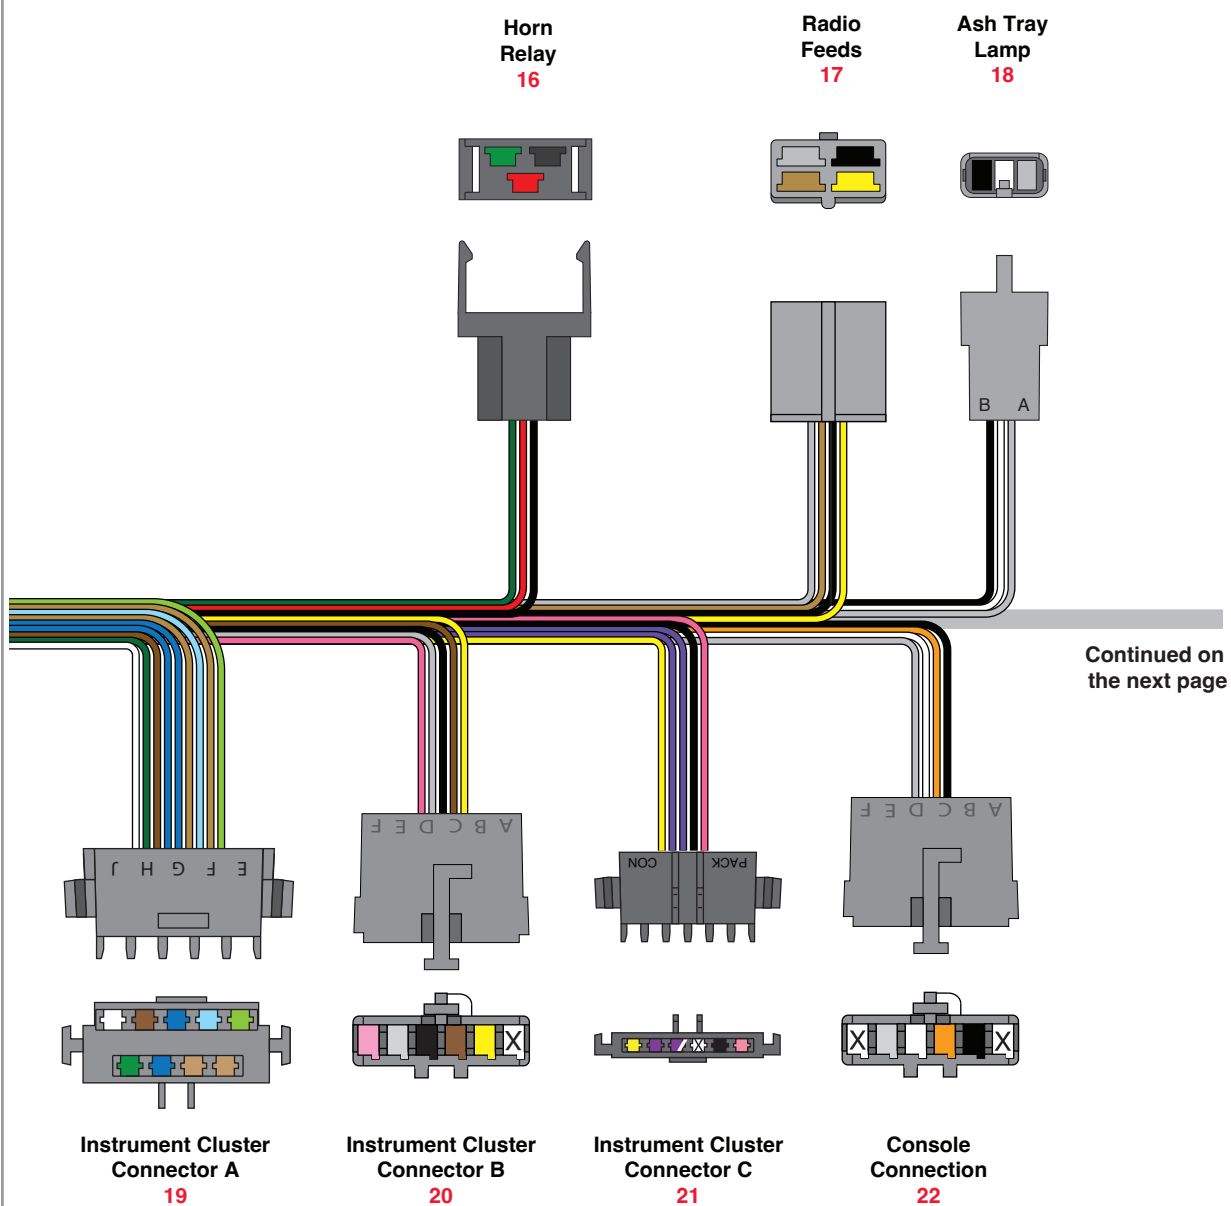 Horn
Relay
16
Radio
Feeds
17
Ash Tray
Lamp
18
B A
Continued on
the next page
J H G F E
F E D C B A
CON PACK
F E D C B A
X
X
X X
Instrument Cluster
Connector A
19
Instrument Cluster
Connector B
20
Instrument Cluster
Connector C
21
Console
Connection
22